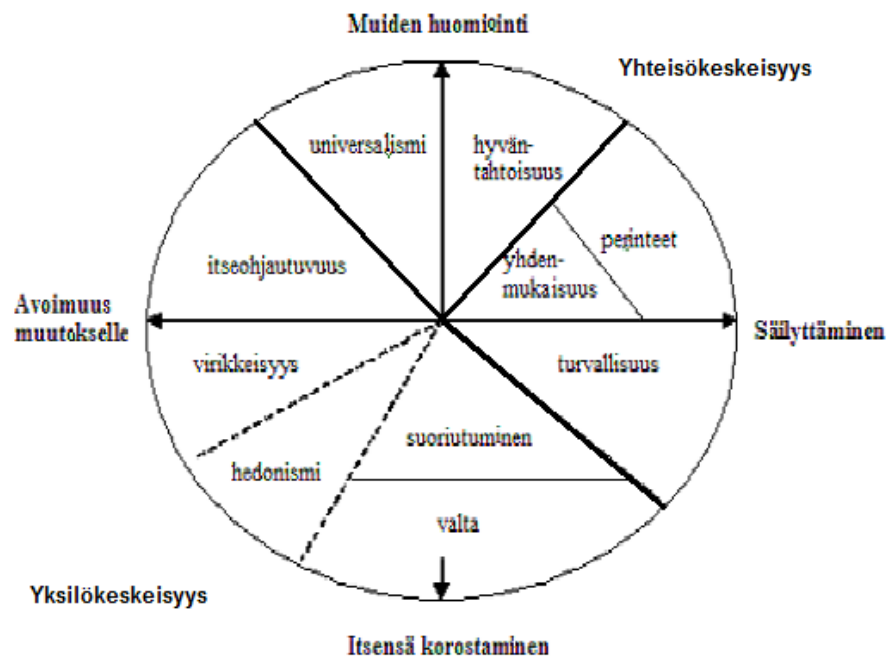 Muiden huomiointi
Yhteisökeskeisyys
universalismi
hyvän-
tahtoisuus
perinteet
itseohjautuvuus
yhden-
mukaisuus
Avoimuus
muutokselle
Säilyttäminen
virikkeisyys
turvallisuus
suoriutuminen
hedonismi
valta
Yksilökeskeisyys
Itsensä korostaminen